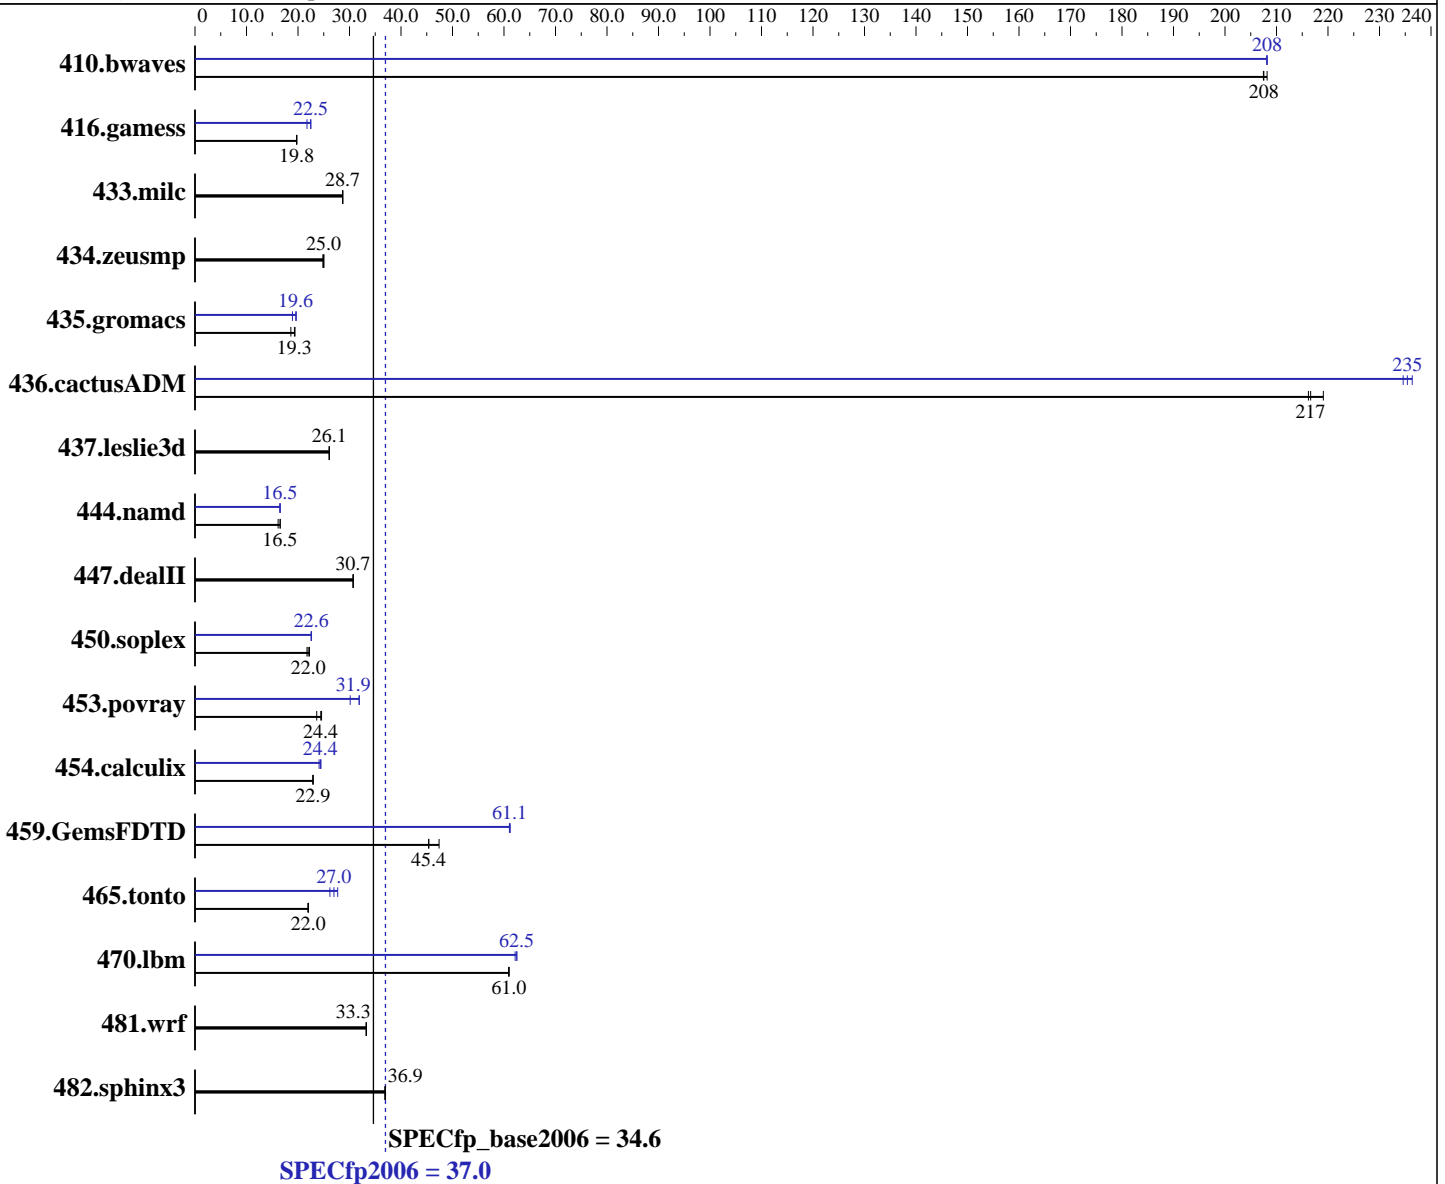 0 10.0 20.0 30.0 40.0 50.0 60.0 70.0 80.0 90.0 100 110 120 130 140 150 160 170 180 190 200 210 220 230 240
410.bwaves 208
208
416.gamess 22.5
19.8
433.milc 28.7
434.zeusmp 25.0
435.gromacs 19.6
19.3
436.cactusADM 235
217
437.leslie3d 26.1
444.namd 16.5
16.5
447.dealII 30.7
450.soplex 22.6
22.0
453.povray 31.9
24.4
454.calculix 24.4
22.9
459.GemsFDTD 61.1
45.4
465.tonto 27.0
22.0
470.lbm 62.5
61.0
481.wrf 33.3
482.sphinx3 36.9
SPECfp_base2006 = 34.6
SPECfp2006 = 37.0